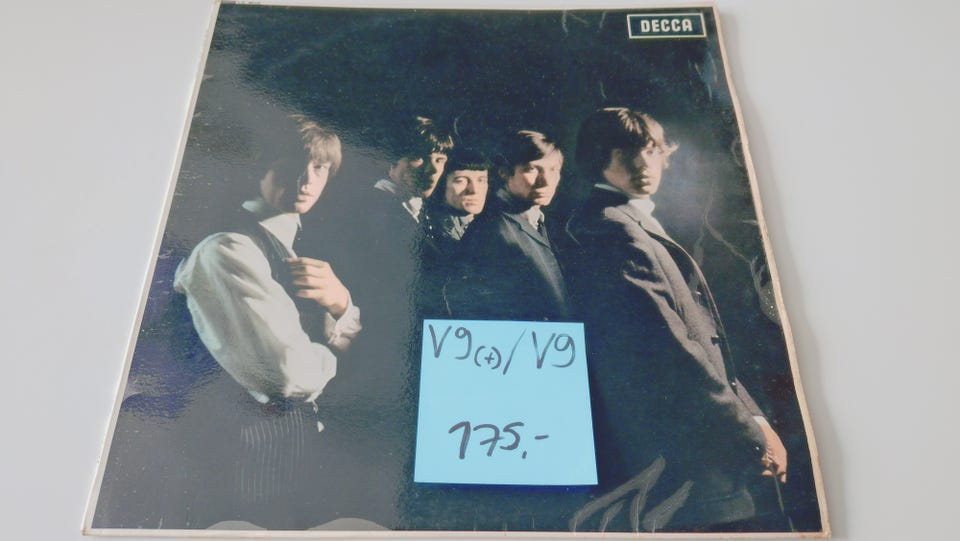 DECCA
Vg(+)/Vg
175,-